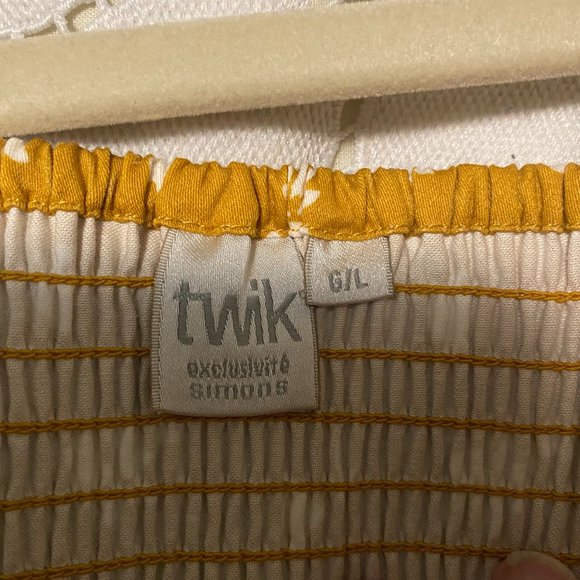 twik
G/L
exclusivité
simons